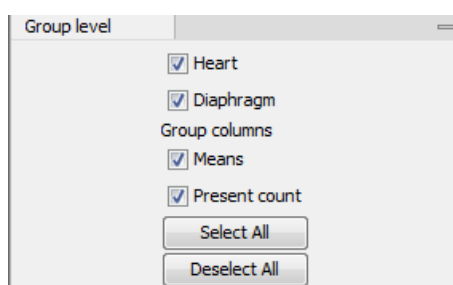 Group level
Heart
Diaphragm
Group columns
Means
Present count
Select All
Deselect All